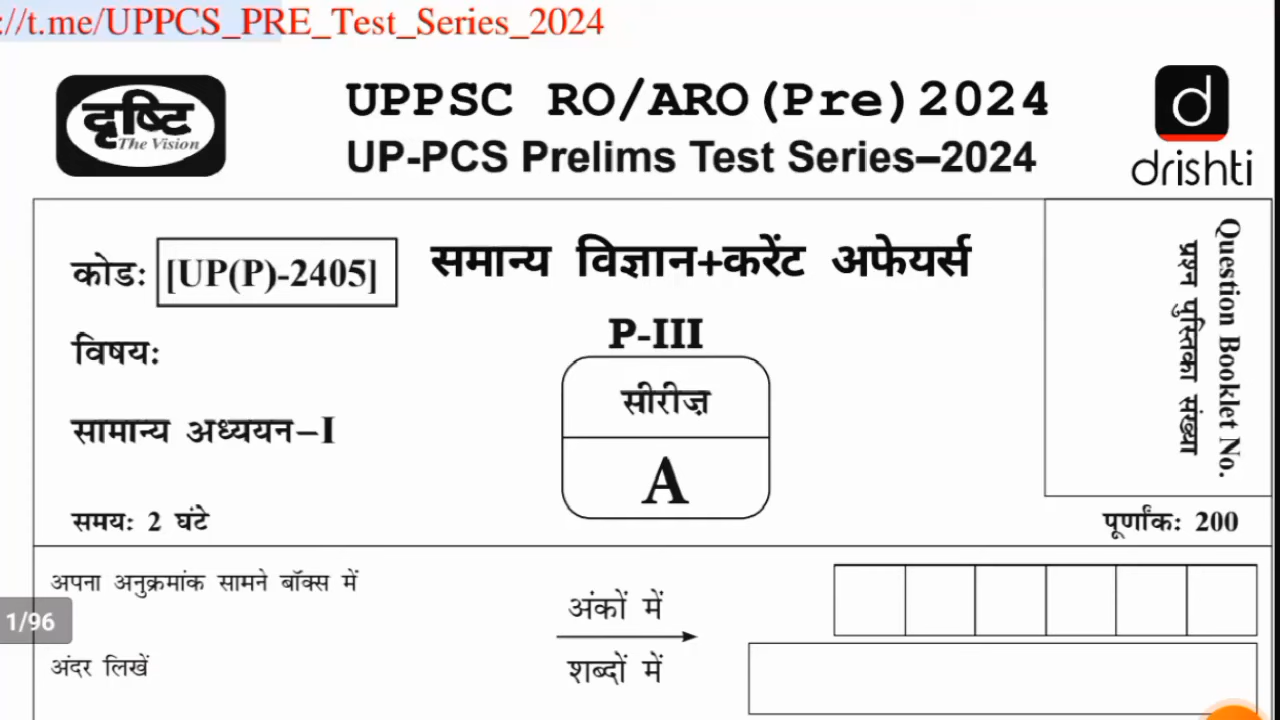 ://t.me/UPPCS_PRE_Test_Series_2024
दृष्टि
The Vision
UPPSC RO/ARO(Pre)2024
UP-PCS Prelims Test Series–2024
d
drishti
कोडः [UP(P)-2405]
समान्य विज्ञान+करेंट अफेयर्स
P-III
विषयः
सीरीज़
A
सामान्य अध्ययन–I
Question Booklet No.
प्रश्न पुस्तिका संख्या
समयः 2 घंटे
पूर्णांकः 200
अपना अनुक्रमांक सामने बॉक्स में
अंकों में
1/96
अंदर लिखें
शब्दों में